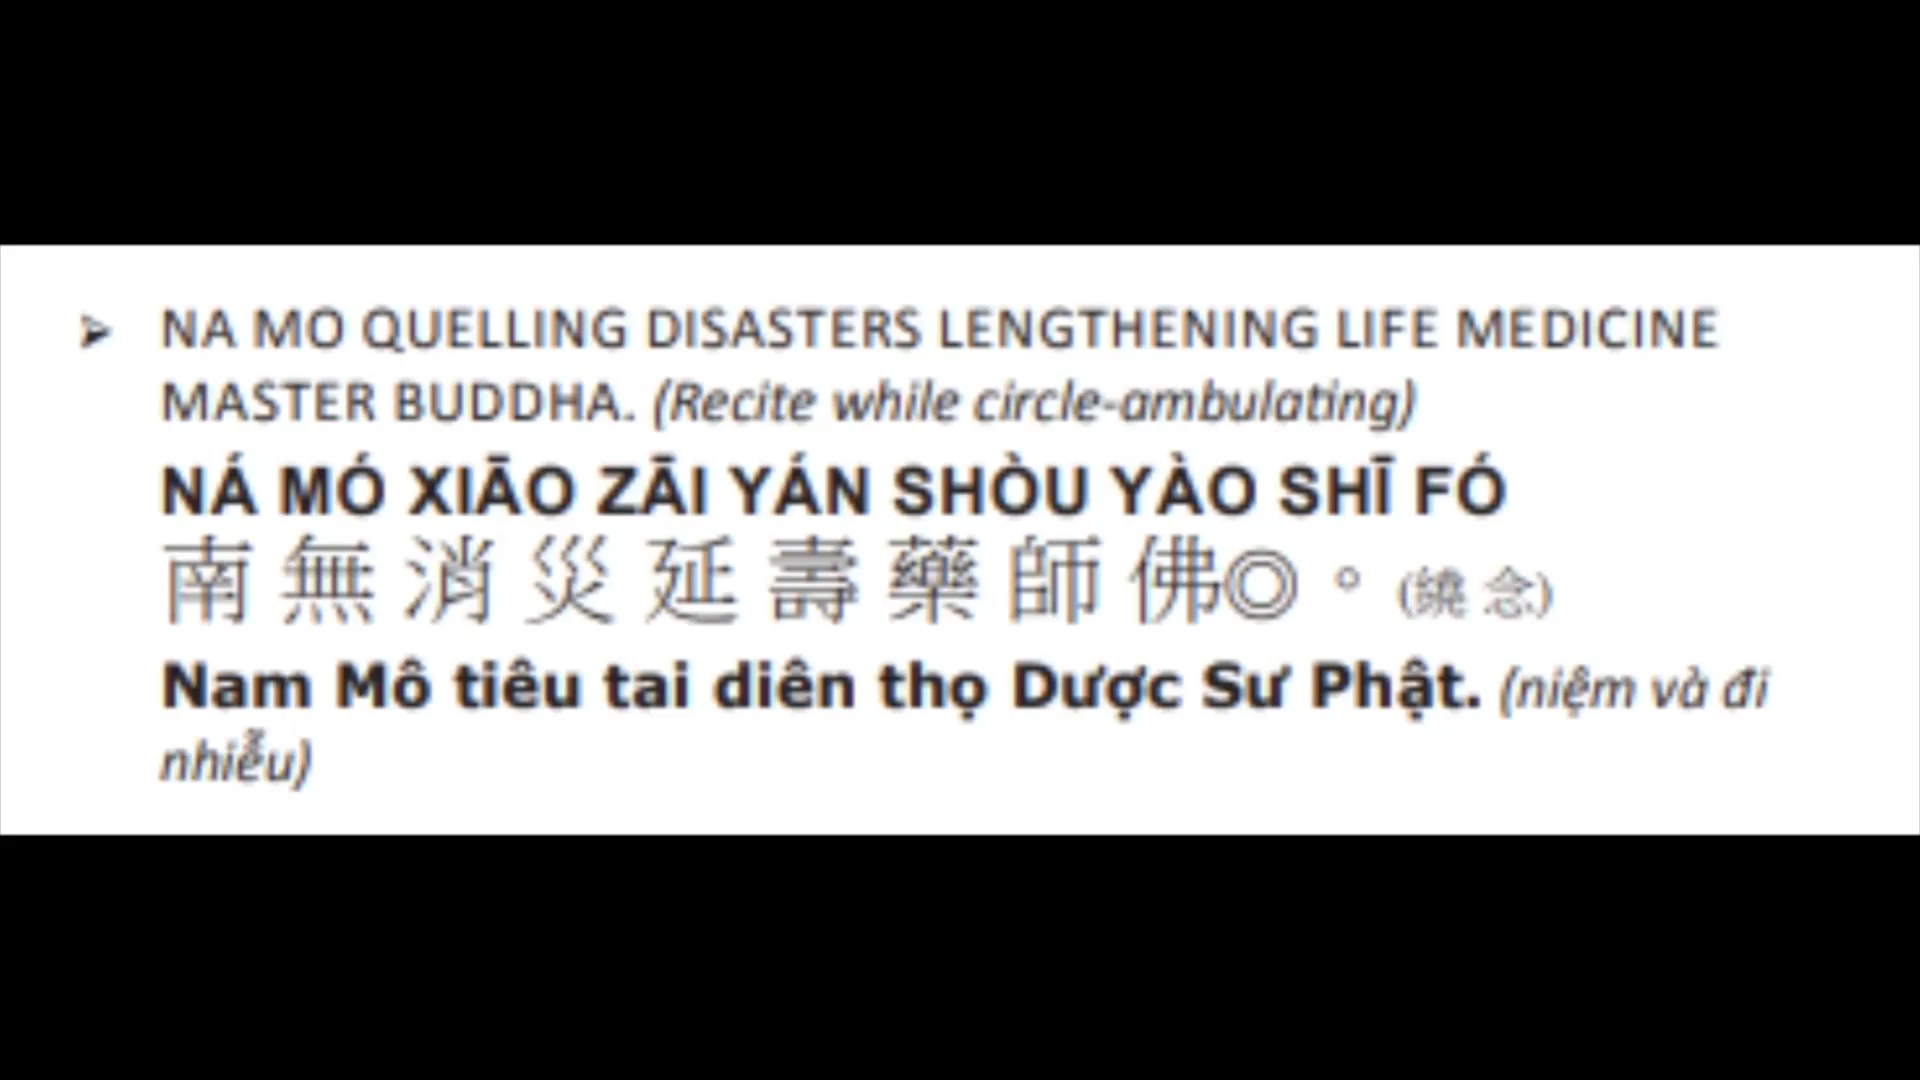 ➢ NA MO QUELLING DISASTERS LENGTHENING LIFE MEDICINE
MASTER BUDDHA. (Recite while circle-ambulating)
NÁ MÓ XIĀO ZĀI YÁN SHÒU YÀO SHĪ FÓ
南 無 消 災 延 壽 藥 師 佛◎。(繞 念)
Nam Mô tiêu tai diên thọ Dược Sư Phật. (niệm và đi
nhiễu)